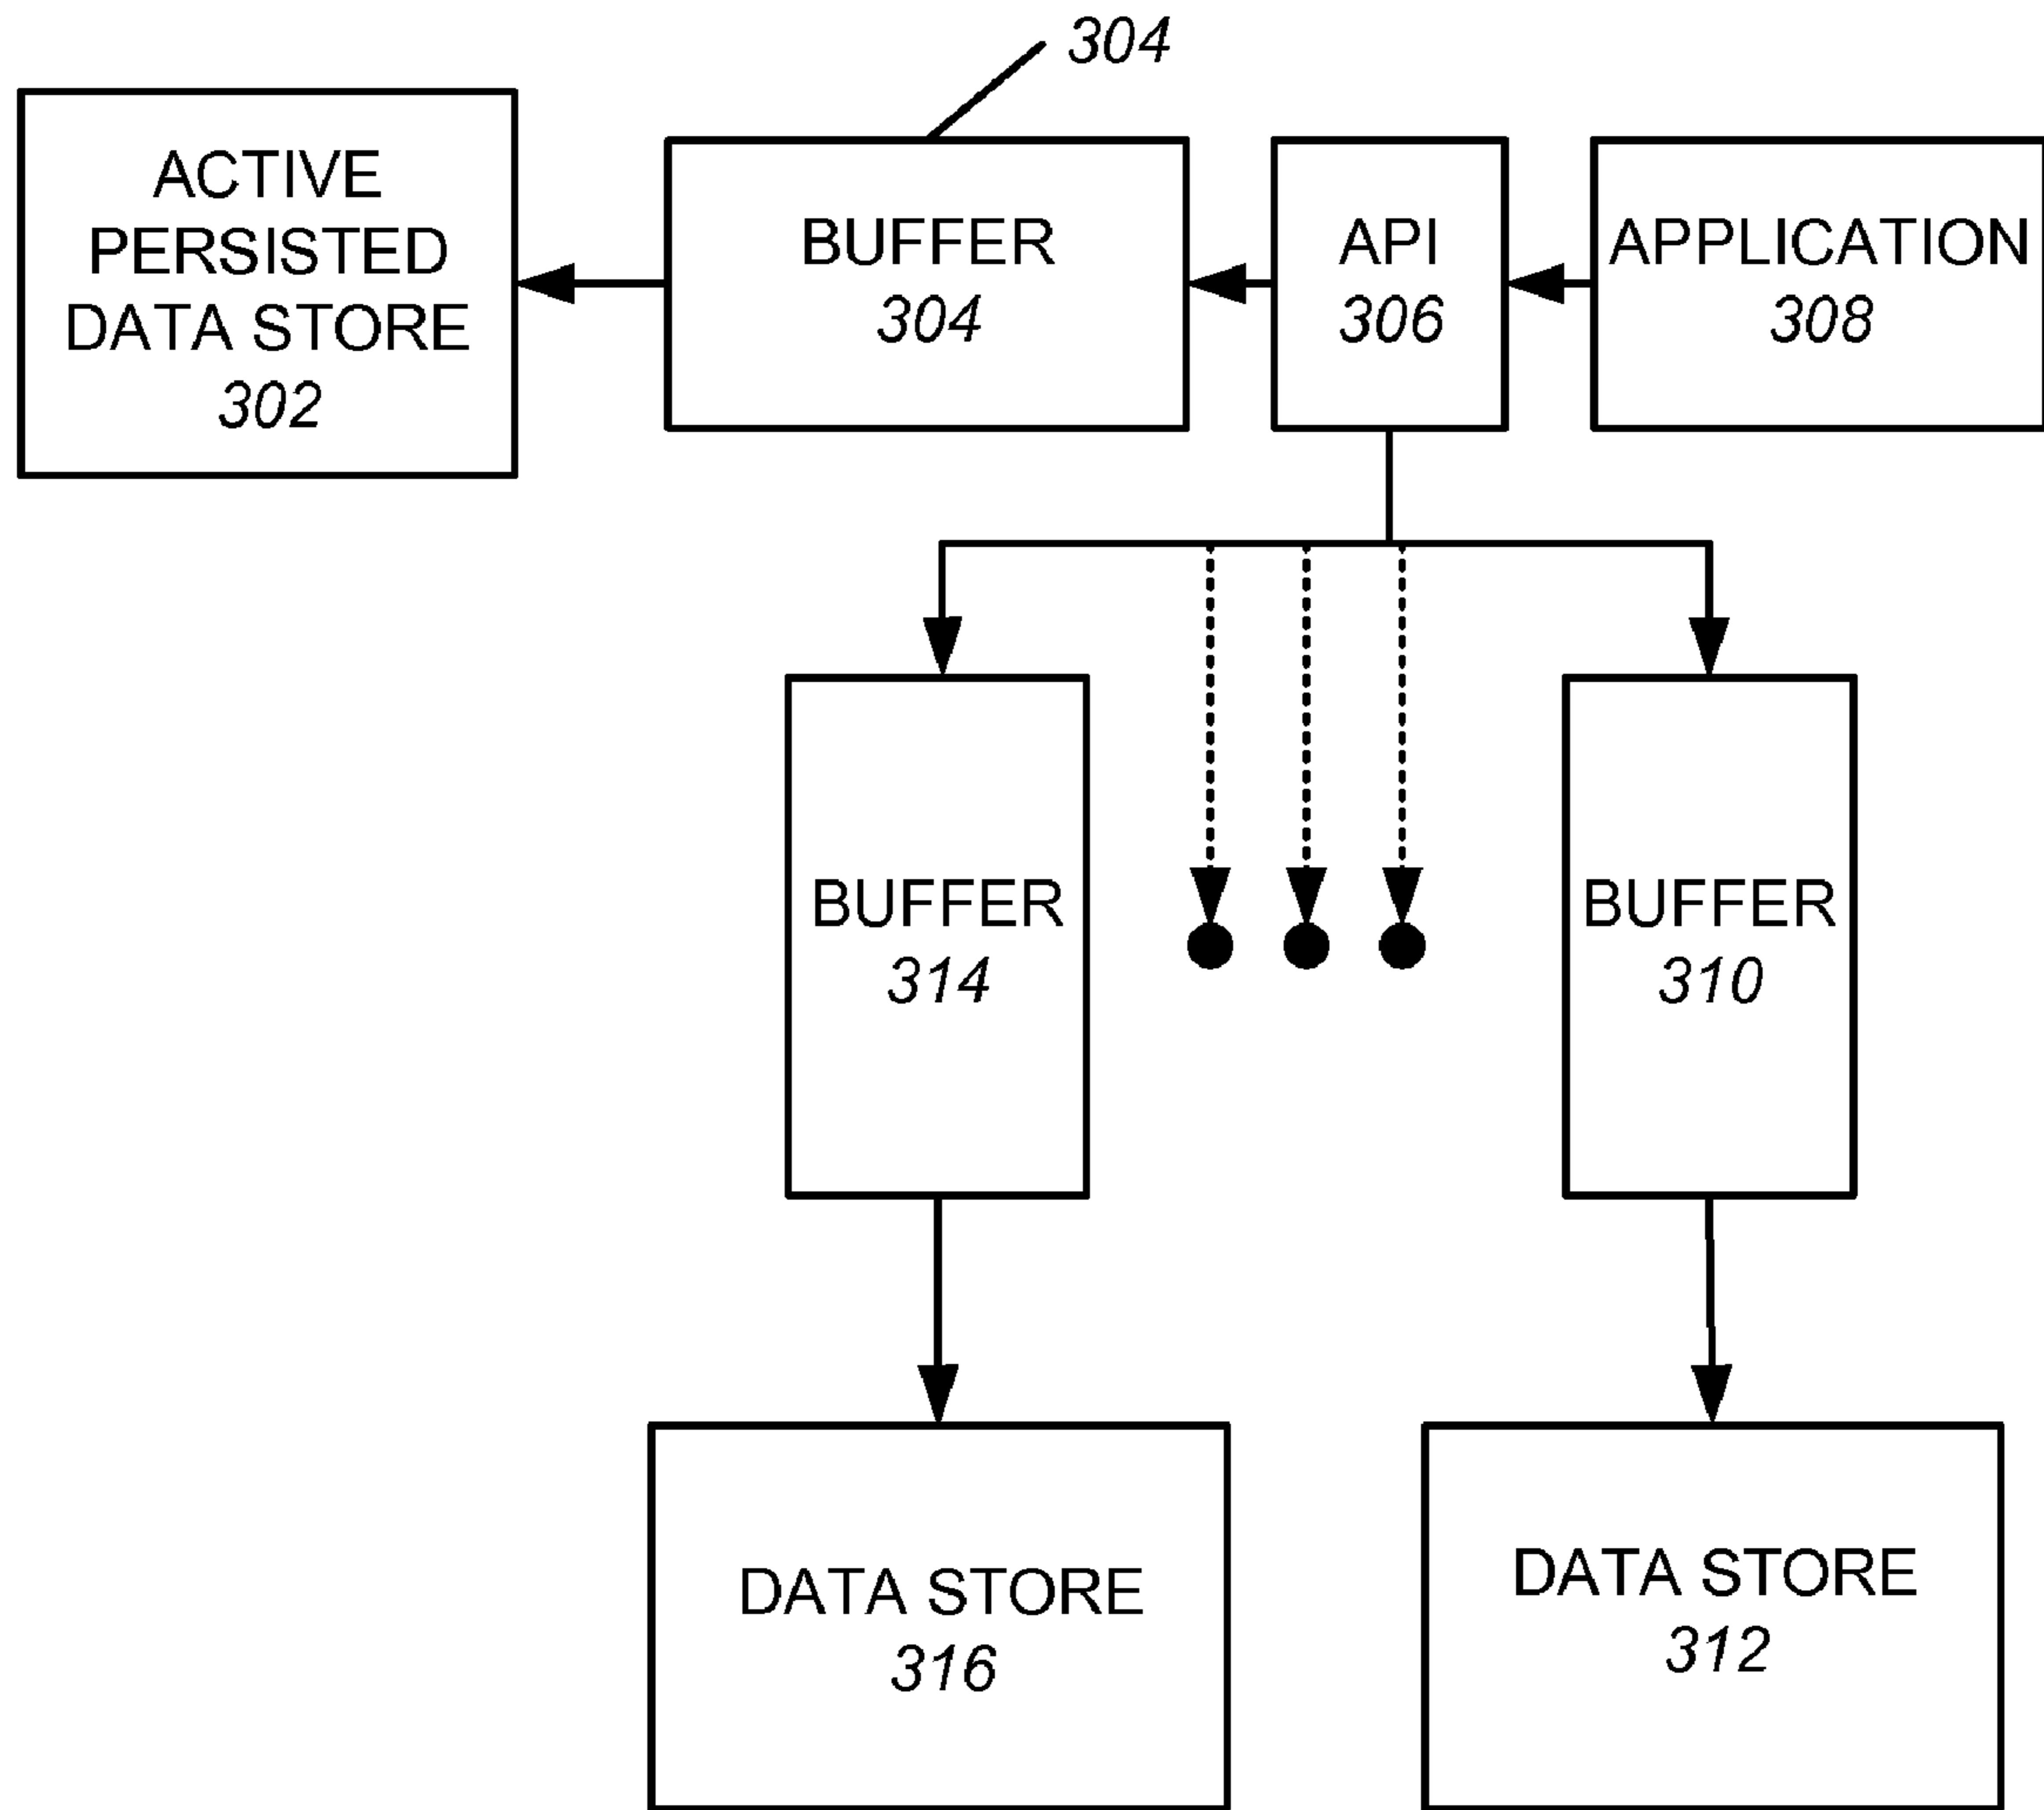 304
ACTIVE
PERSISTED
DATA STORE
302
BUFFER
304
API
306
APPLICATION
308
BUFFER
314
BUFFER
310
DATA STORE
316
DATA STORE
312